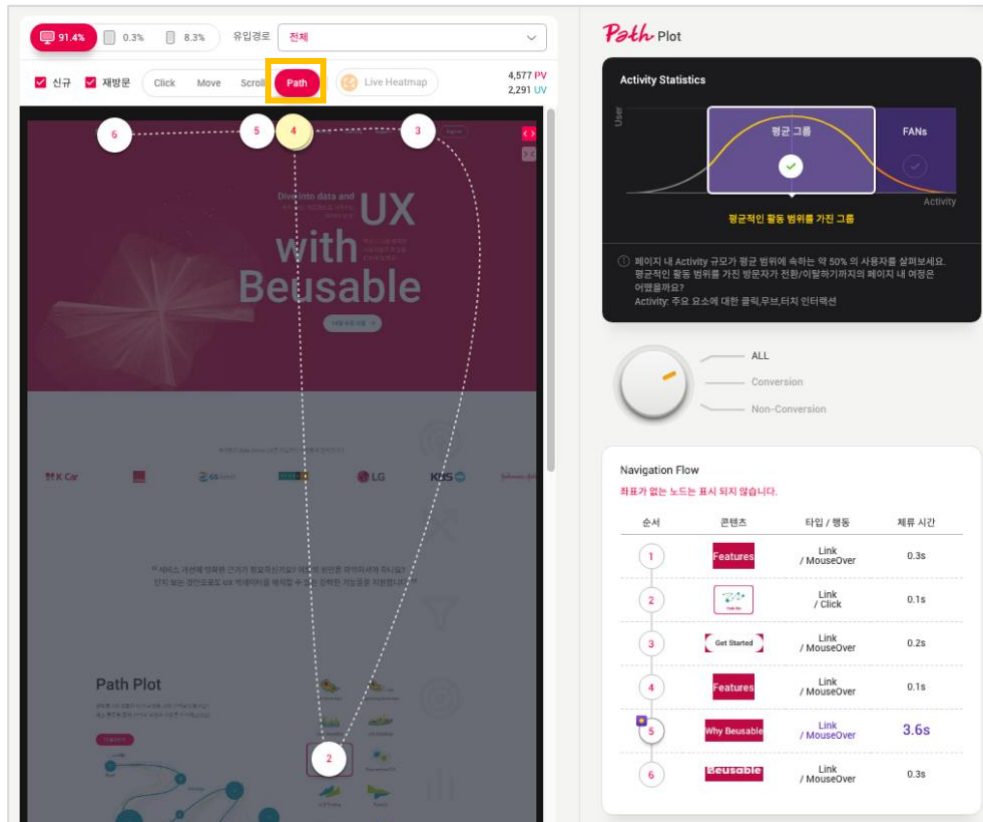 91.4%
0.3%
8.3%
유입경로
전체
신규
재방문
Click
Move
Scroll
Path
Live Heatmap
4,577 PV
2,291 UV
6
5
4
3
Dive into data and
UX
with
Beusable
K Car
LG
KBS
Path Plot
2
Path Plot
Activity Statistics
User
평균 그룹
FANs
Activity
평균적인 활동 범위를 가진 그룹
페이지 내 Activity 규모가 평균 범위에 속하는 약 50% 의 사용자를 살펴보세요.
평균적인 활동 범위를 가진 방문자가 전환/이탈하기까지의 페이지 내 여정은
어땠을까요?
Activity: 주요 요소에 대한 클릭,무브,터치 인터랙션
ALL
Conversion
Non-Conversion
Navigation Flow
좌표가 없는 노드는 표시 되지 않습니다.
순서 콘텐츠 타입 / 행동 체류 시간
1 Features Link / MouseOver 0.3s
2 Link / Click 0.1s
3 Get Started Link / MouseOver 0.2s
4 Features Link / MouseOver 0.1s
5 Why Beusable Link / MouseOver 3.6s
6 Beusable Link / MouseOver 0.3s